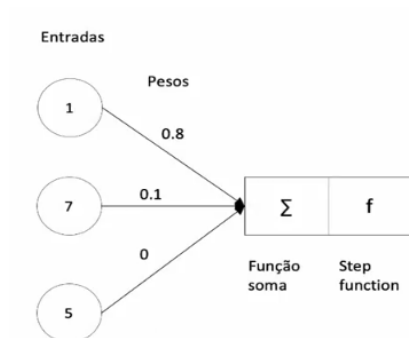 Entradas
Pesos
1
0.8
7
0.1
Σ
f
0
Função
soma
Step
function
5